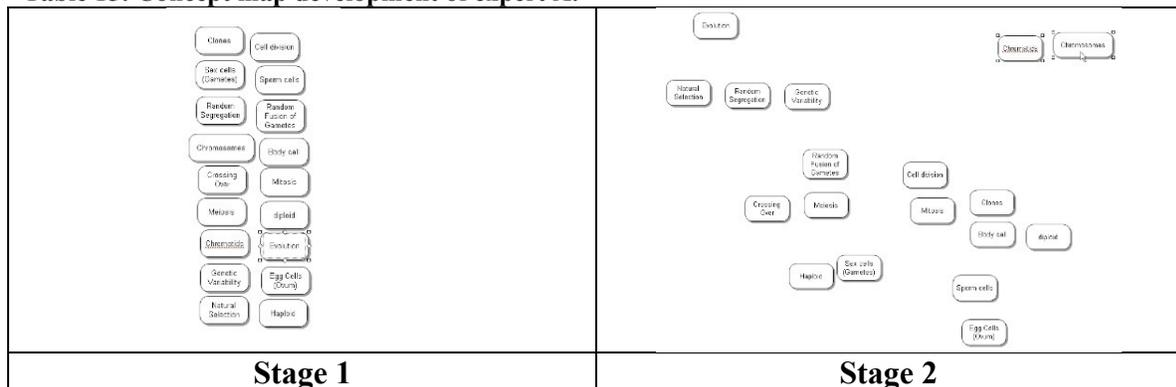 Table 13: Concept map development of expert A.
Clones
Cell division
Sex cells
(Gametes)
Sperm cells
Random
Segregation
Random
Fusion of
Gametes
Chromosomes
Body cell
Crossing
Over
Mitosis
Meiosis
diploid
Chromatids
Evolution
Genetic
Variability
Egg Cells
(Ovum)
Natural
Selection
Haploid
Stage 1
Evolution
Chromatids
Chromosomes
Natural
Selection
Random
Segregation
Genetic
Variability
Random
Fusion of
Gametes
Cell division
Crossing
Over
Meiosis
Mitosis
Clones
Body cell
diploid
Haploid
Sex cells
(Gametes)
Sperm cells
Egg Cells
(Ovum)
Stage 2